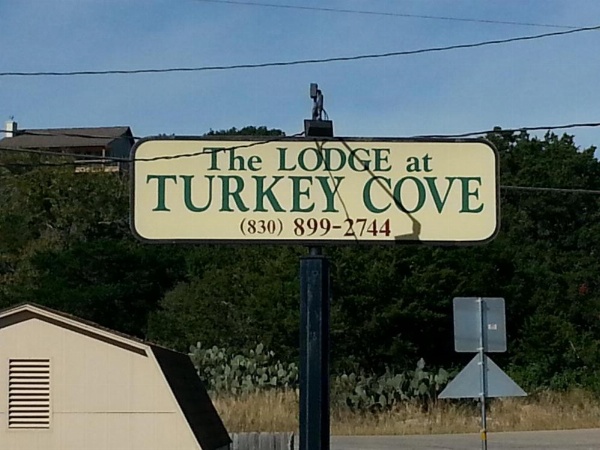 The LODGE at
TURKEY COVE
(830) 899-2744